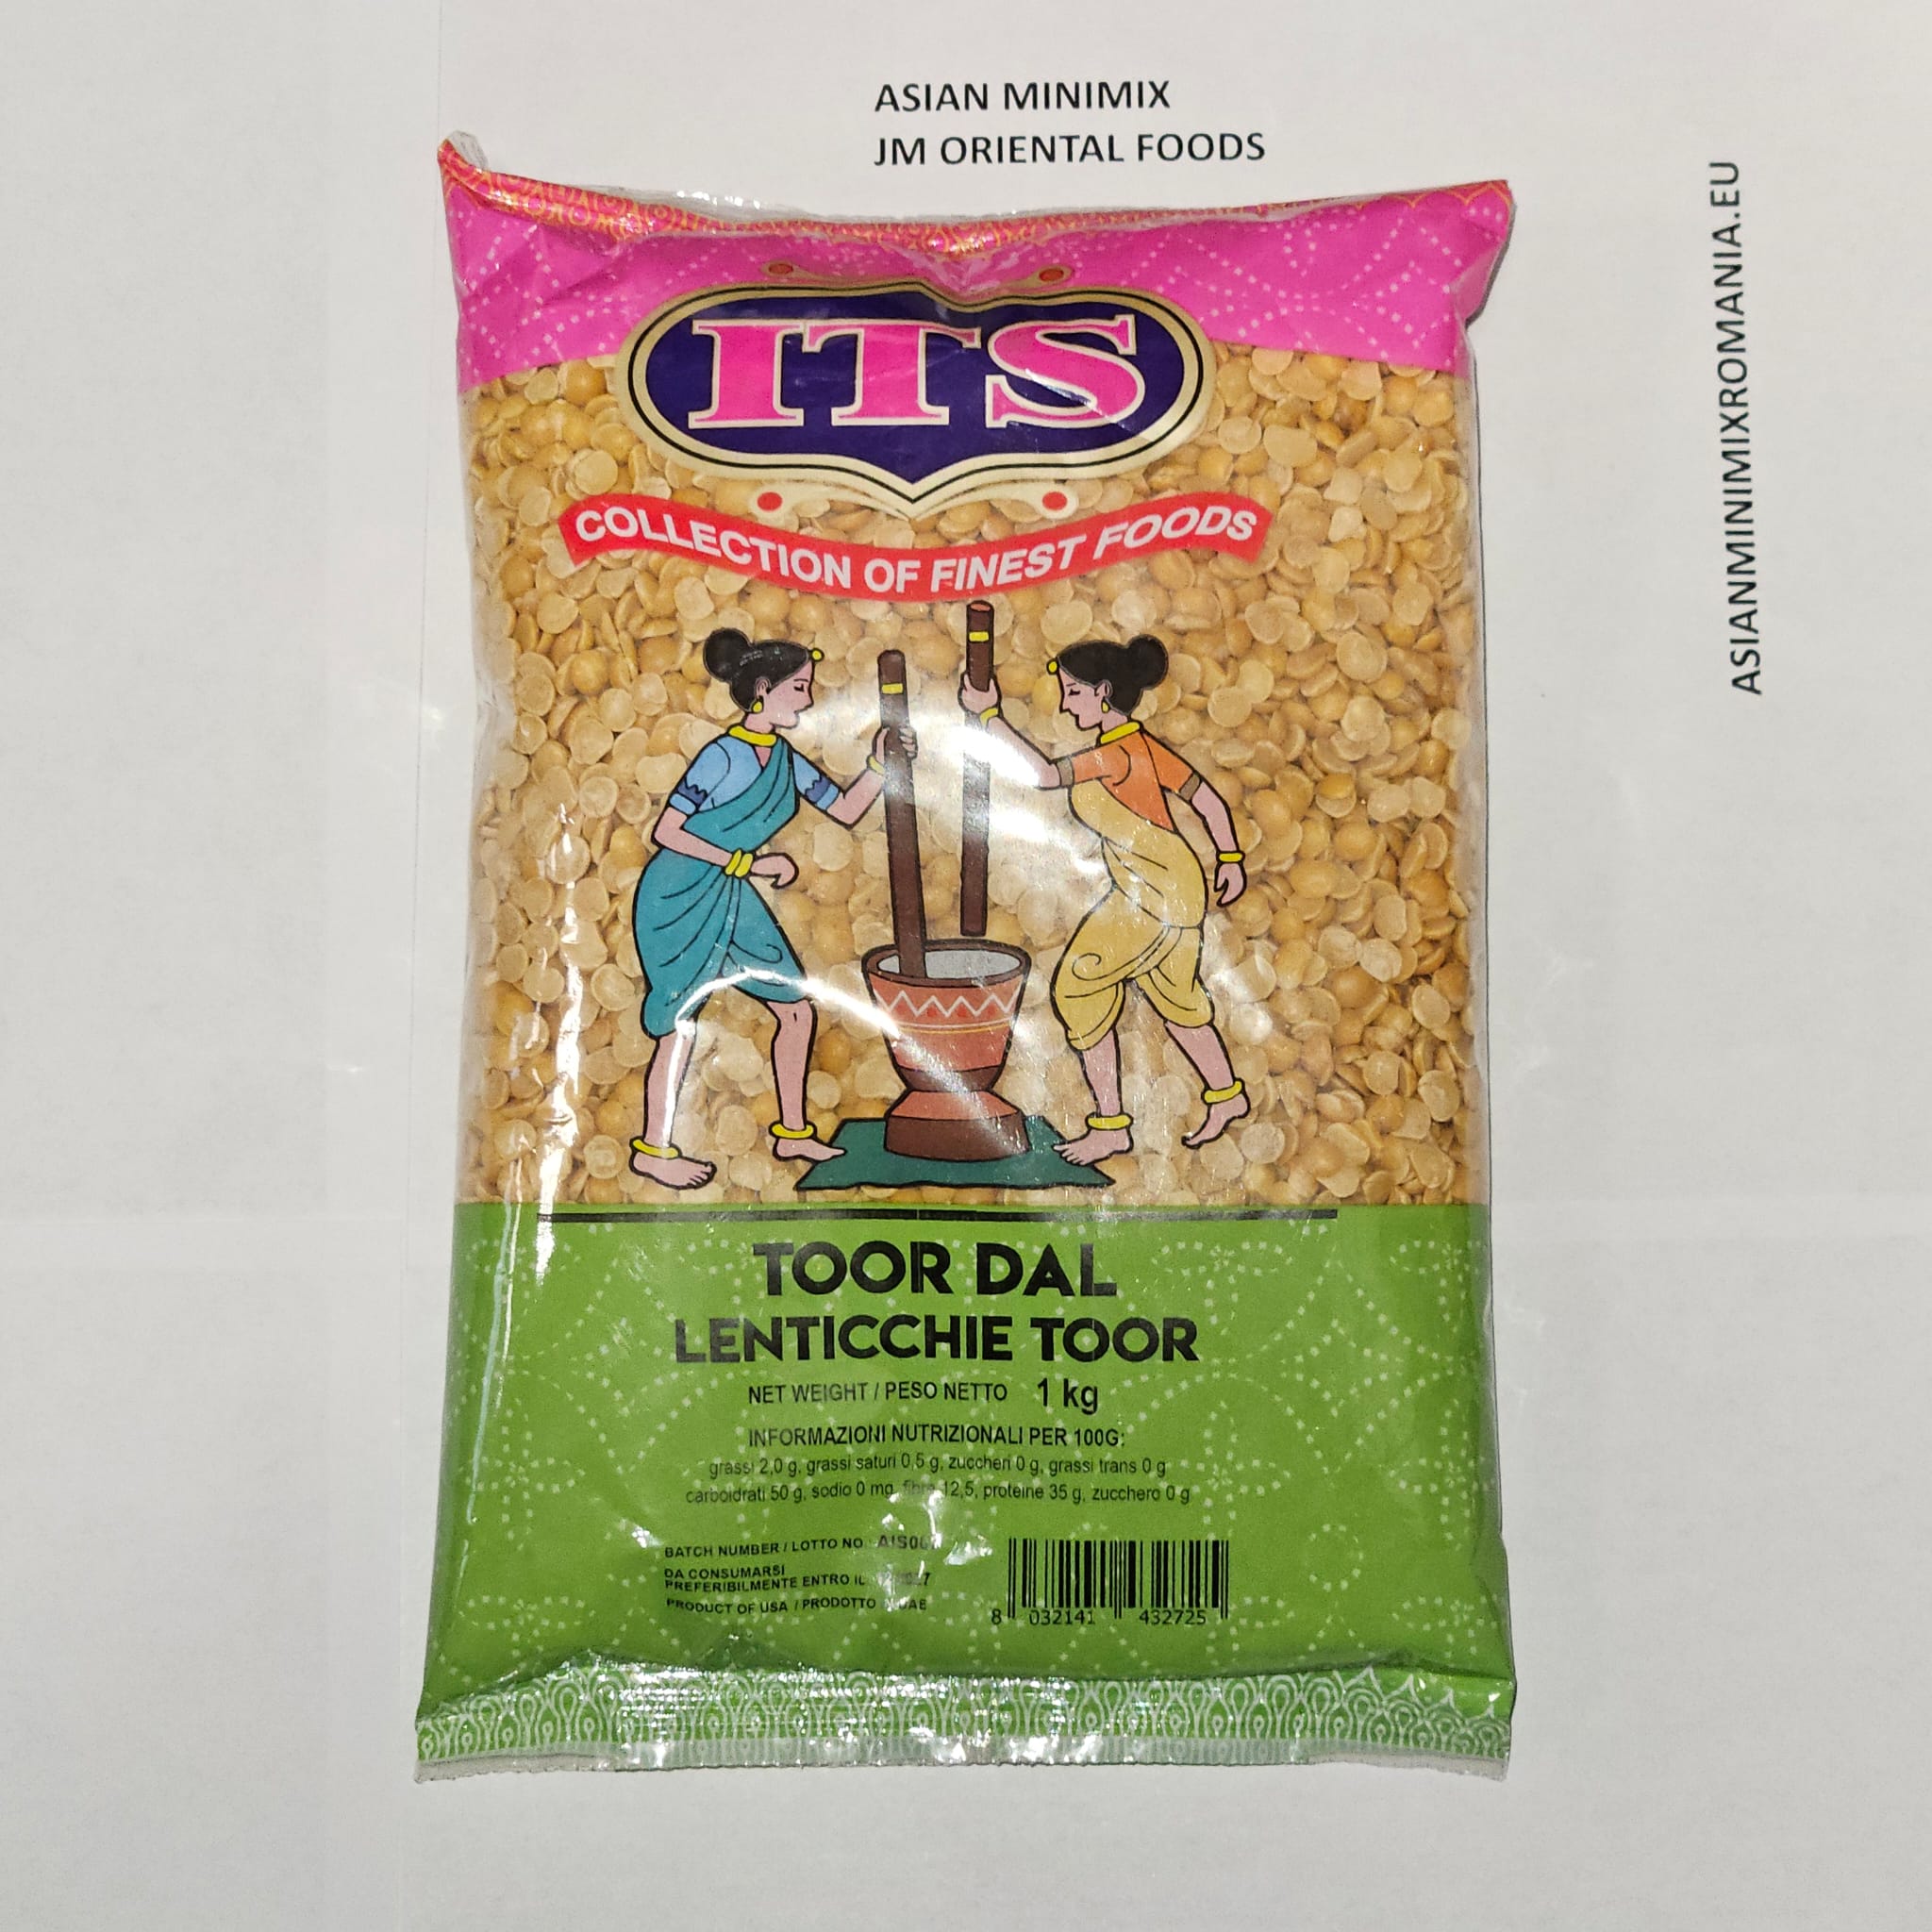 ASIAN MINIMIX
JM ORIENTAL FOODS
ASIANMINIMIXROMANIA.EU
ITS
COLLECTION OF FINEST FOODS
TOOR DAL
LENTICCHIE TOOR
NET WEIGHT / PESO NETTO 1 kg
INFORMAZIONI NUTRIZIONALI PER 100G:
grassi 2,0 g, grassi saturi 0,5 g, zuccheri 0 g, grassi trans 0 g
carboidrati 50 g, sodio 0 mg, fibre 12,5, proteine 35 g, zucchero 0 g
BATCH NUMBER / LOTTO NO
DA CONSUMARSI
PREFERIBILMENTE ENTRO IL
PRODUCT OF USA / PRODOTTO UAE
8 032141 432725